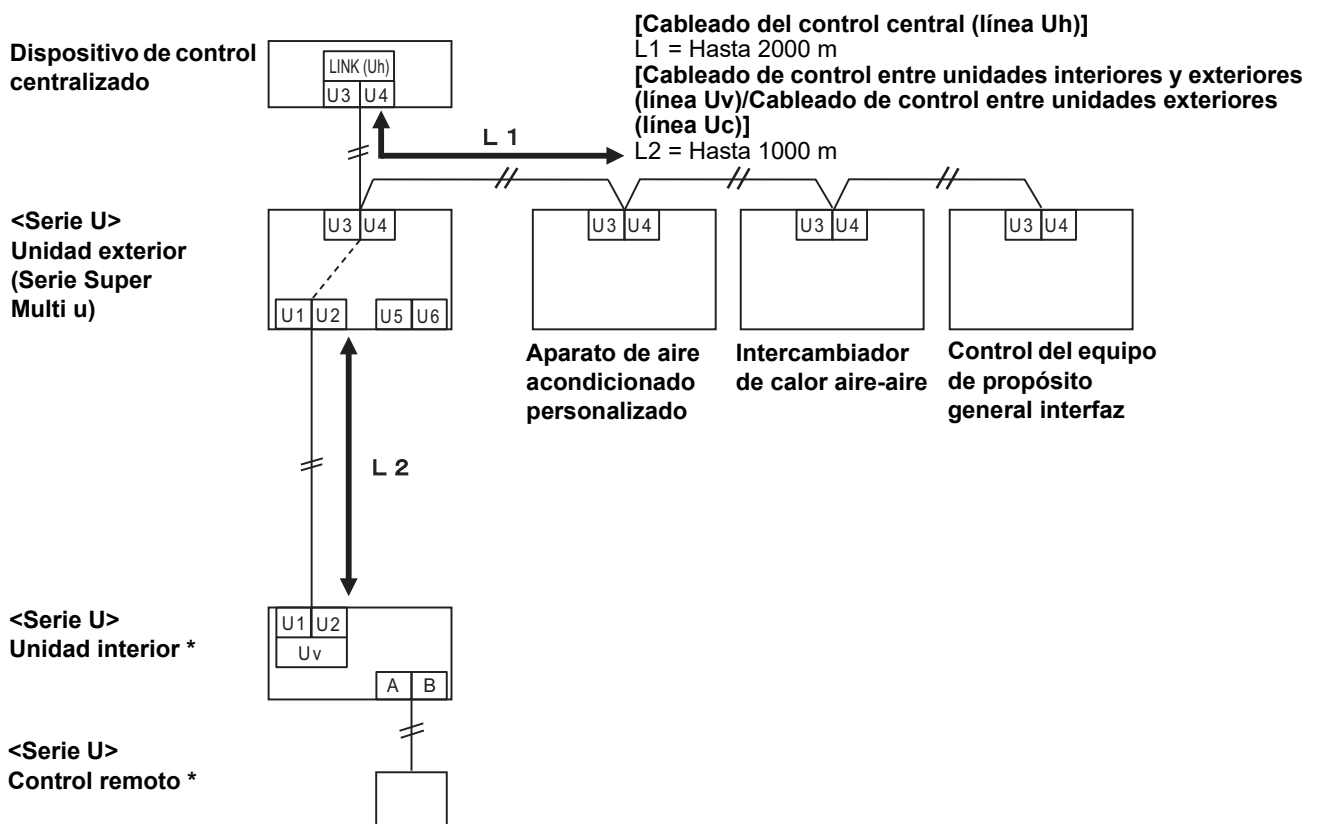 [Cableado del control central (línea Uh)]
L1 = Hasta 2000 m
[Cableado de control entre unidades interiores y exteriores
(línea Uv)/Cableado de control entre unidades exteriores
(línea Uc)]
L2 = Hasta 1000 m
Dispositivo de control
centralizado
LINK (Uh)
U3 U4
L 1
<Serie U>
Unidad exterior
(Serie Super
Multi u)
U3 U4
U1 U2
U5 U6
U3 U4
Aparato de aire
acondicionado
personalizado
U3 U4
Intercambiador
de calor aire-aire
U3 U4
Control del equipo
de propósito
general interfaz
L 2
<Serie U>
Unidad interior *
U1 U2
Uv
A B
<Serie U>
Control remoto *